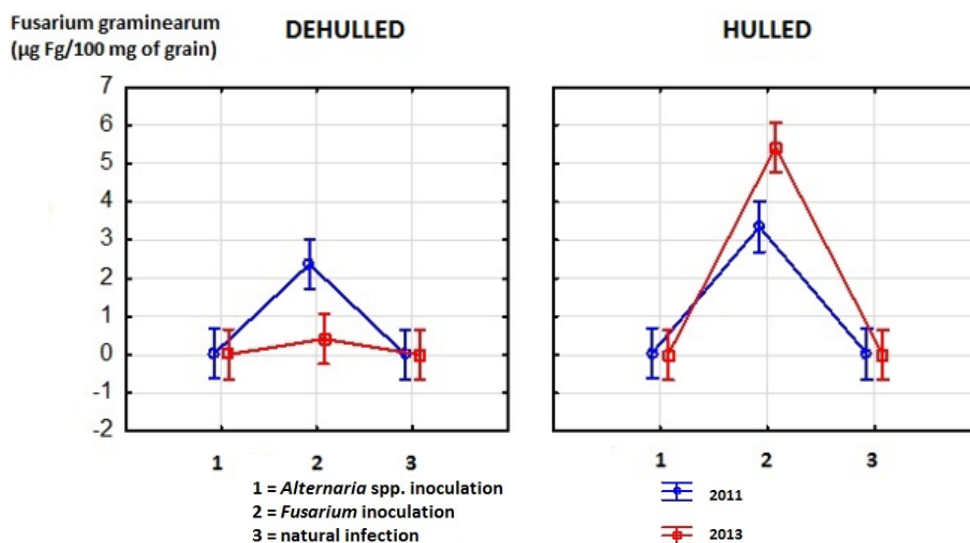 Fusarium graminearum
(µg Fg/100 mg of grain)
DEHULLED
HULLED
7
6
5
4
3
2
1
0
-1
-2
1 2 3
1 2 3
1 = Alternaria spp. inoculation
2 = Fusarium inoculation
3 = natural infection
2011
2013